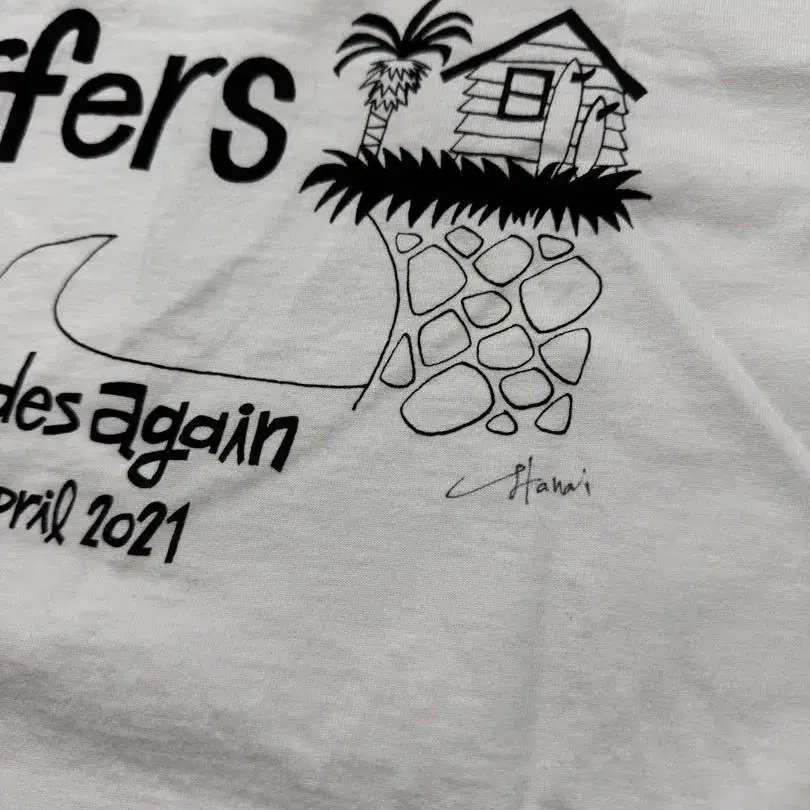 ffers
des again
pril 2021
Hanai